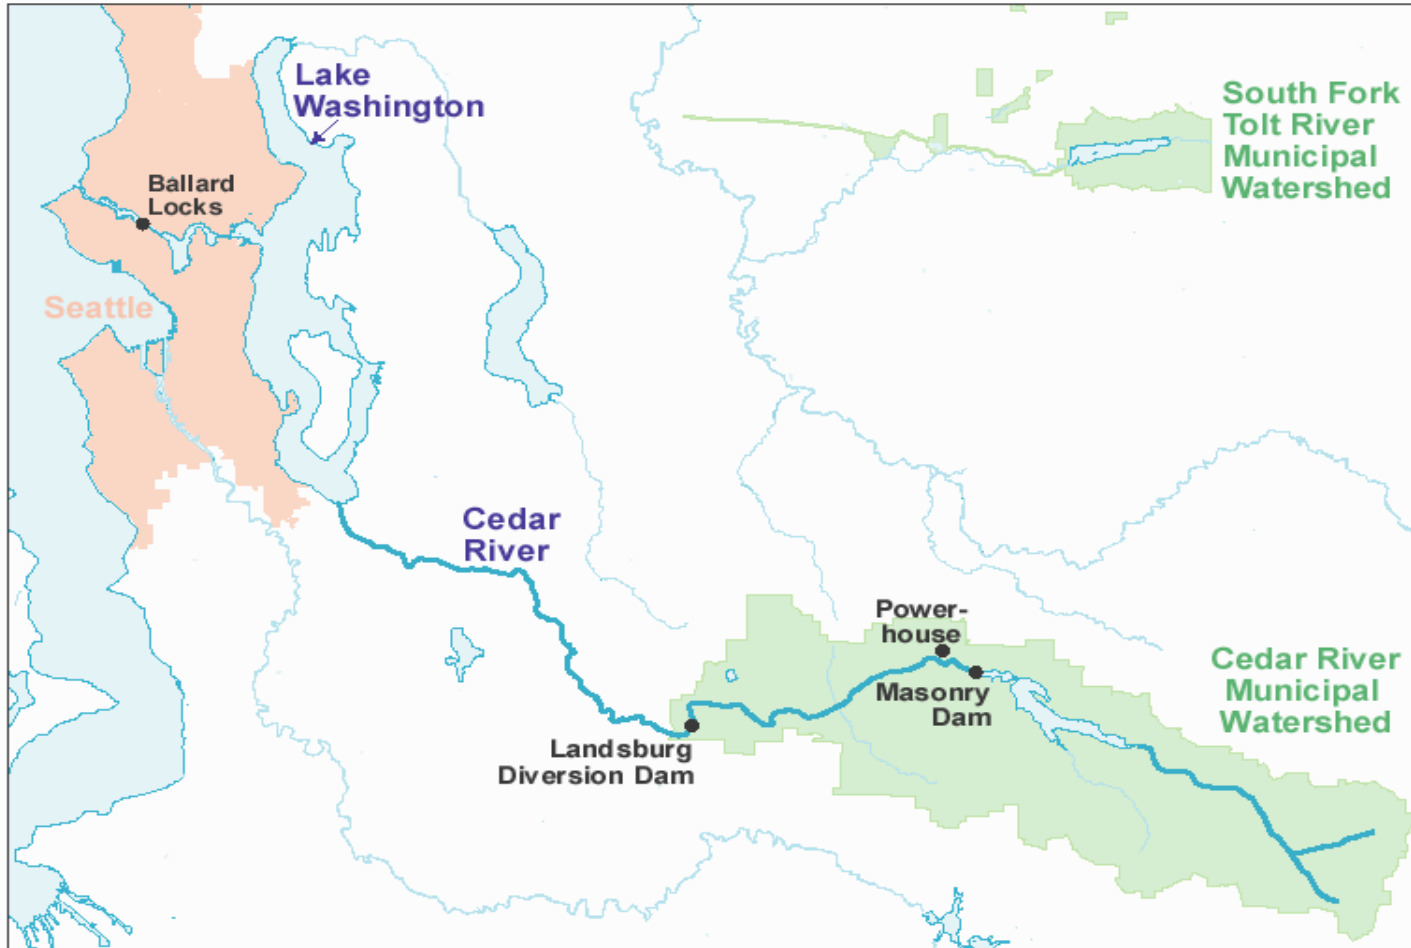 Lake
Washington
South Fork
Tolt River
Municipal
Watershed
Ballard
Locks
Seattle
Cedar
River
Power-
house
Masonry
Dam
Cedar River
Municipal
Watershed
Landsburg
Diversion Dam